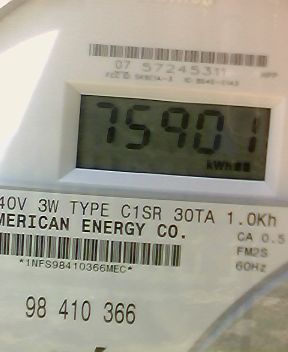 07 57245311
75901
kWh
40V 3W TYPE C1SR 30TA 1.0Kh
MERICAN ENERGY CO.
CA 0.5
*1NFS98410366MEC*
FM2S
60Hz
98 410 366